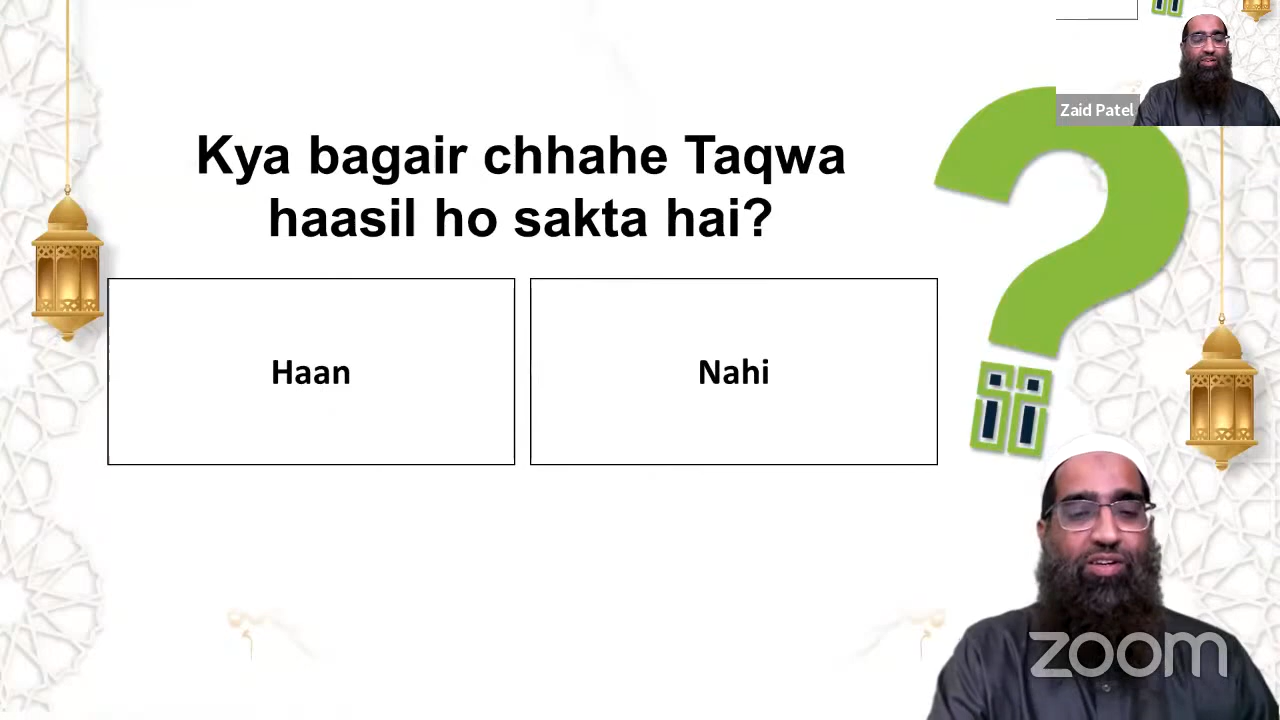 Zaid Patel
Kya bagair chhahe Taqwa
haasil ho sakta hai?
Haan
Nahi
zoom